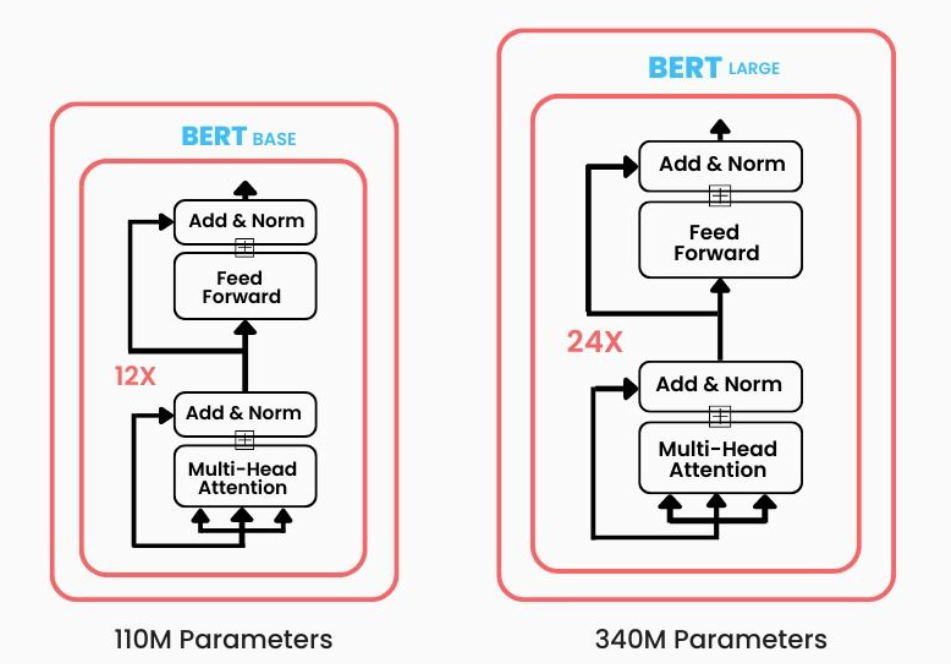 BERT BASE
Add & Norm
Feed
Forward
12X
Add & Norm
Multi-Head
Attention
110M Parameters
BERT LARGE
Add & Norm
Feed
Forward
24X
Add & Norm
Multi-Head
Attention
340M Parameters